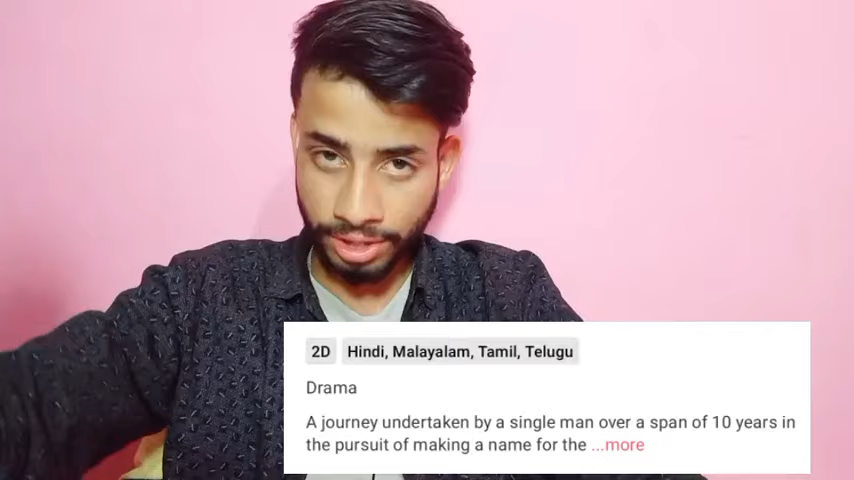 2D Hindi, Malayalam, Tamil, Telugu
Drama
A journey undertaken by a single man over a span of 10 years in
the pursuit of making a name for the ...more